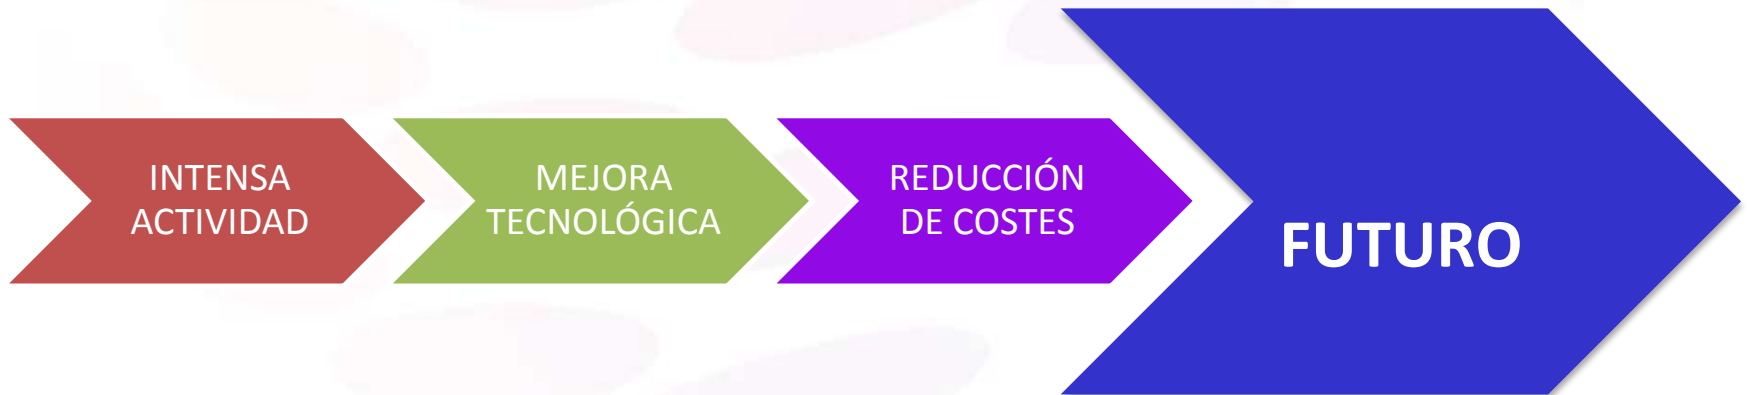 INTENSA
ACTIVIDAD
MEJORA
TECNOLÓGICA
REDUCCIÓN
DE COSTES
FUTURO